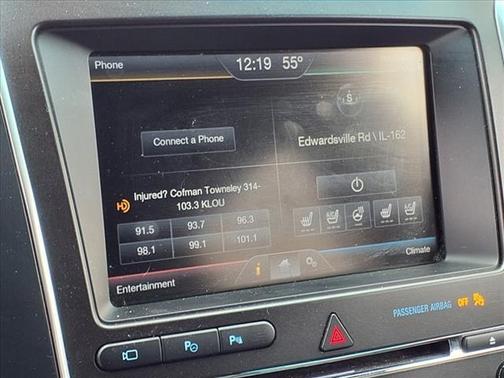 Phone
12:19 55°
S
Connect a Phone
Edwardsville Rd \ IL-162
HD Injured? Cofman Townsley 314-
103.3 KLOU
91.5 93.7 96.3
98.1 99.1 101.1
Entertainment
i
Climate
PASSENGER AIRBAG OFF